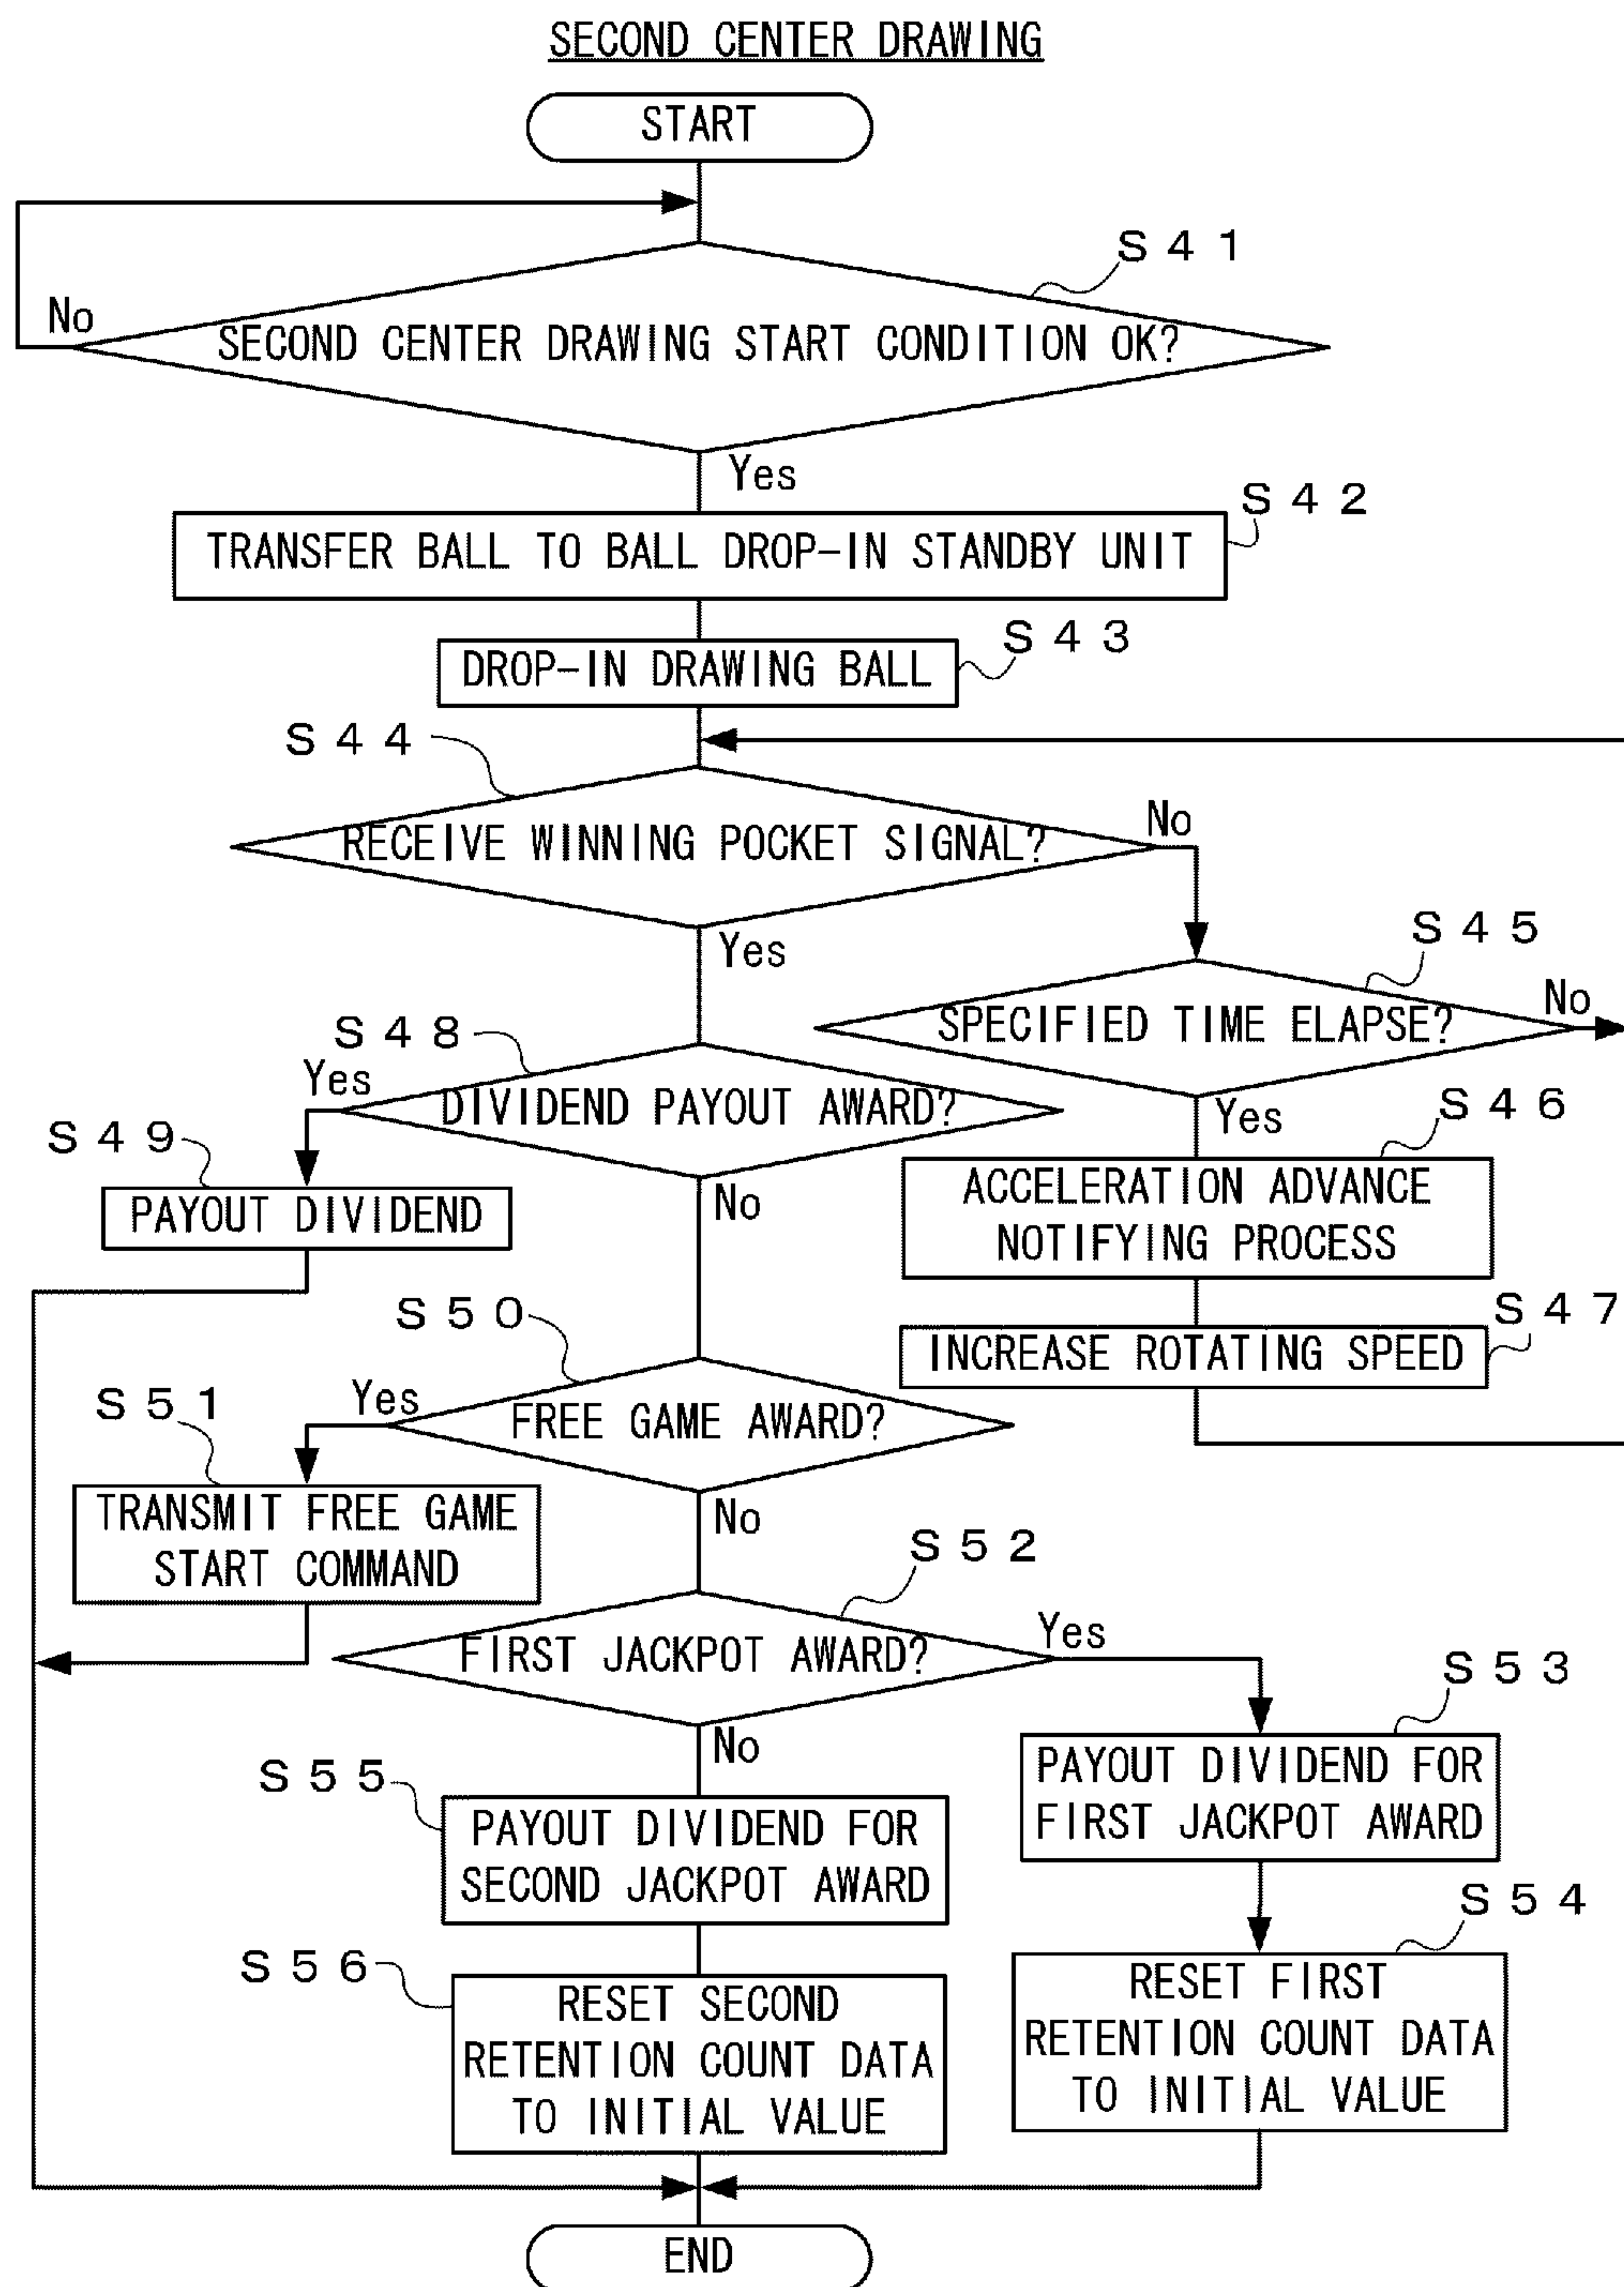 SECOND CENTER DRAWING
START
S41
No
SECOND CENTER DRAWING START CONDITION OK?
Yes
S42
TRANSFER BALL TO BALL DROP-IN STANDBY UNIT
S43
DROP-IN DRAWING BALL
S44
No
RECEIVE WINNING POCKET SIGNAL?
Yes
S45
No
SPECIFIED TIME ELAPSE?
Yes
S46
ACCELERATION ADVANCE
NOTIFYING PROCESS
S47
INCREASE ROTATING SPEED
S48
Yes
DIVIDEND PAYOUT AWARD?
No
S49
PAYOUT DIVIDEND
S50
Yes
FREE GAME AWARD?
No
S51
TRANSMIT FREE GAME
START COMMAND
S52
Yes
FIRST JACKPOT AWARD?
No
S53
PAYOUT DIVIDEND FOR
FIRST JACKPOT AWARD
S54
RESET FIRST
RETENTION COUNT DATA
TO INITIAL VALUE
S55
PAYOUT DIVIDEND FOR
SECOND JACKPOT AWARD
S56
RESET SECOND
RETENTION COUNT DATA
TO INITIAL VALUE
END